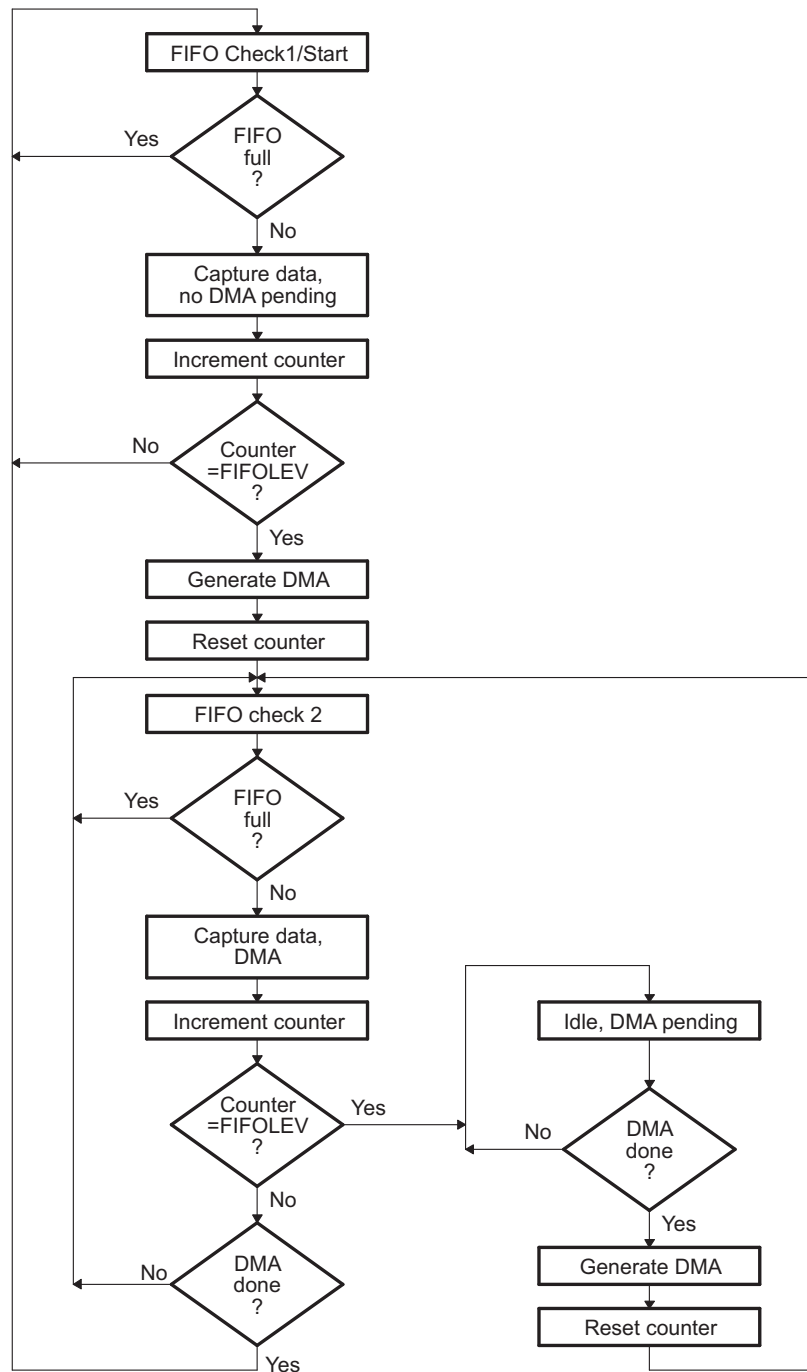 FIFO Check1/Start
Yes
FIFO
full
?
No
Capture data,
no DMA pending
Increment counter
No
Counter
=FIFOLEV
?
Yes
Generate DMA
Reset counter
FIFO check 2
Yes
FIFO
full
?
No
Capture data,
DMA
Increment counter
Counter
=FIFOLEV
?
Yes
No
No
DMA
done
?
Yes
Idle, DMA pending
No
DMA
done
?
Yes
Generate DMA
Reset counter